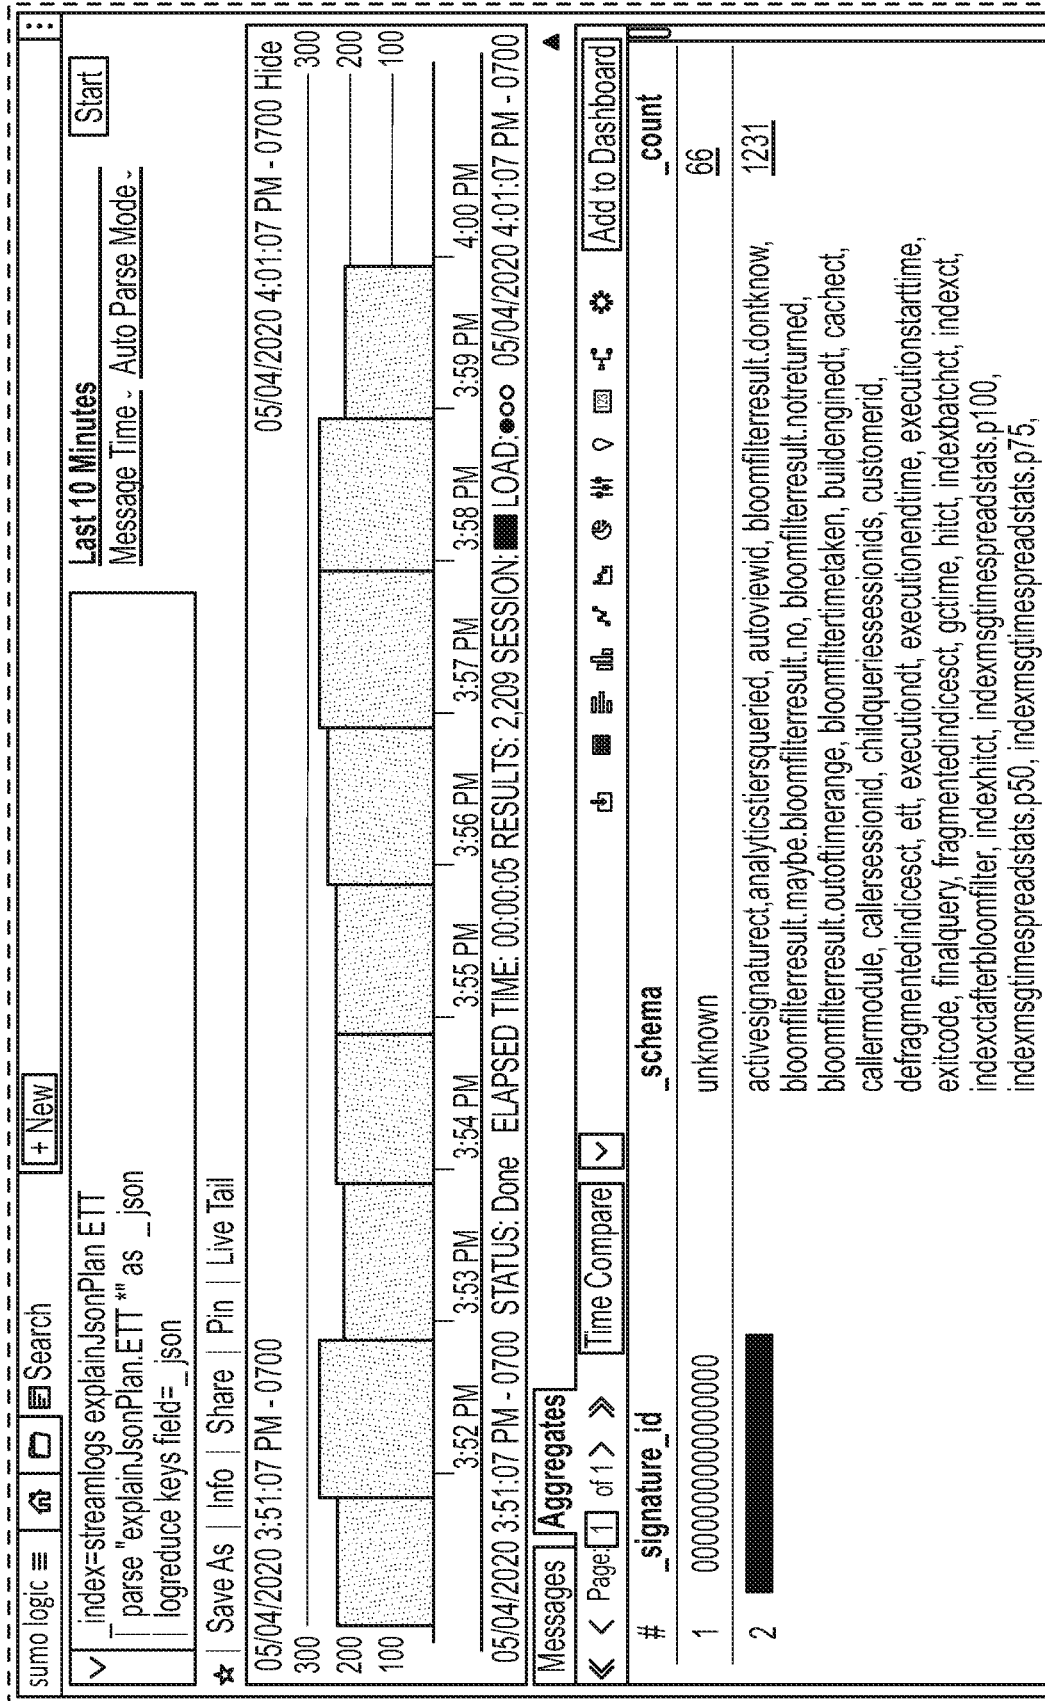 sumo logic Search + New
_index=streamlogs explainJsonPlan ETT
| parse "explainJsonPlan.ETT *" as _json
| logreduce keys field=_json
Last 10 Minutes
Message Time Auto Parse Mode
Start
Save As | Info | Share | Pin | Live Tail
05/04/2020 3:51:07 PM - 0700 05/04/2020 4:01:07 PM - 0700 Hide
300 300
200 200
100 100
3:52 PM 3:53 PM 3:54 PM 3:55 PM 3:56 PM 3:57 PM 3:58 PM 3:59 PM 4:00 PM
05/04/2020 3:51:07 PM - 0700 STATUS: Done ELAPSED TIME: 00:00:05 RESULTS: 2,209 SESSION: LOAD: 05/04/2020 4:01:07 PM - 0700
Messages Aggregates
Page: 1 of 1 Time Compare 123 Add to Dashboard
# _signature_id _schema _count
1 00000000000000000 unknown 66
2 activesignaturect,analyticstiersqueried, autoviewid, bloomfilterresult.dontknow, 1231
bloomfilterresult.maybe.bloomfilterresult.no, bloomfilterresult.notreturned,
bloomfilterresult.outoftimerange, bloomfiltertimetaken, buildenginedt, cachect,
callermodule, callersessionid, childqueriessessionids, customerid,
defragmentedindicesct, ett, executiondt, executionendtime, executionstarttime,
exitcode, finalquery, fragmentedindicesct, gctime, hitct, indexbatchct, indexct,
indexctafterbloomfilter, indexhitct, indexmsgtimespreadstats.p100,
indexmsgtimespreadstats.p50, indexmsgtimespreadstats.p75,